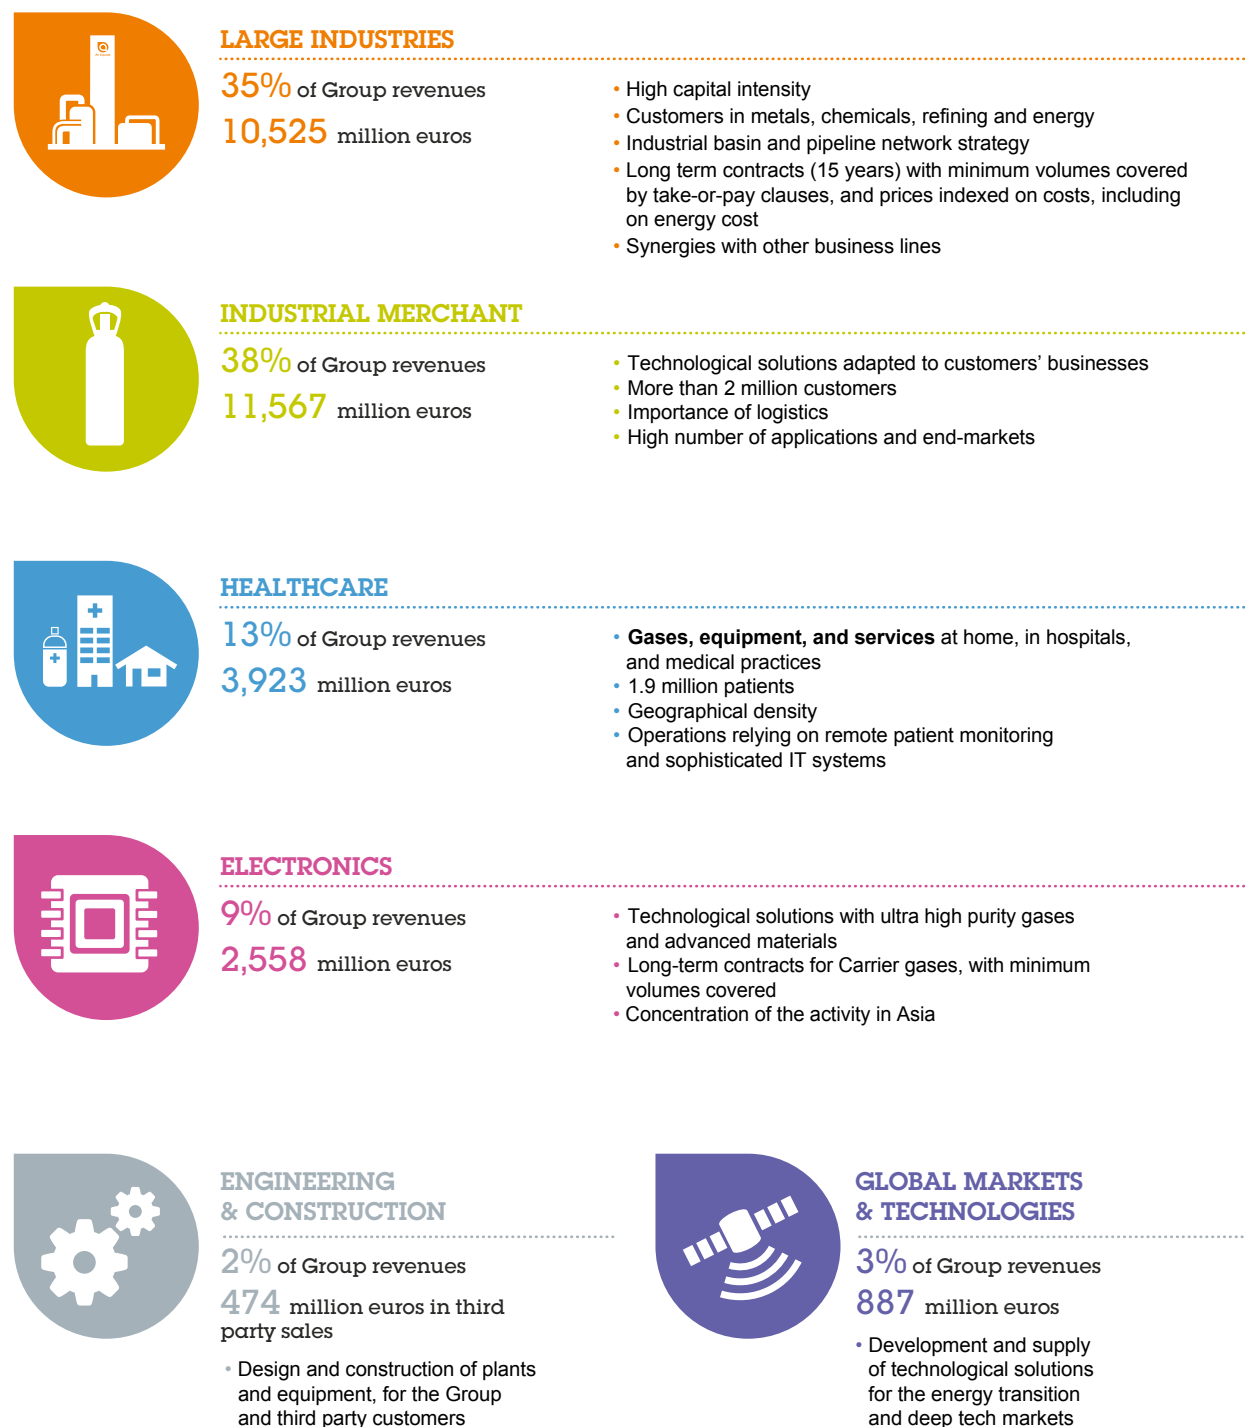 LARGE INDUSTRIES
35% of Group revenues
10,525 million euros
• High capital intensity
• Customers in metals, chemicals, refining and energy
• Industrial basin and pipeline network strategy
• Long term contracts (15 years) with minimum volumes covered
by take-or-pay clauses, and prices indexed on costs, including
on energy cost
• Synergies with other business lines
INDUSTRIAL MERCHANT
38% of Group revenues
11,567 million euros
• Technological solutions adapted to customers’ businesses
• More than 2 million customers
• Importance of logistics
• High number of applications and end-markets
HEALTHCARE
13% of Group revenues
3,923 million euros
• Gases, equipment, and services at home, in hospitals,
and medical practices
• 1.9 million patients
• Geographical density
• Operations relying on remote patient monitoring
and sophisticated IT systems
ELECTRONICS
9% of Group revenues
2,558 million euros
• Technological solutions with ultra high purity gases
and advanced materials
• Long-term contracts for Carrier gases, with minimum
volumes covered
• Concentration of the activity in Asia
ENGINEERING
& CONSTRUCTION
2% of Group revenues
474 million euros in third
party sales
• Design and construction of plants
and equipment, for the Group
and third party customers
GLOBAL MARKETS
& TECHNOLOGIES
3% of Group revenues
887 million euros
• Development and supply
of technological solutions
for the energy transition
and deep tech markets